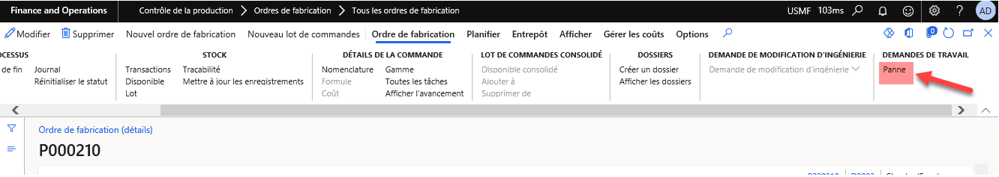 Finance and Operations Contrôle de la production Ordres de fabrication Tous les ordres de fabrication USMF 103ms AD
Modifier Supprimer Nouvel ordre de fabrication Nouveau lot de commandes Ordre de fabrication Planifier Entrepôt Afficher Gérer les coûts Options 0
OCESSUS STOCK DÉTAILS DE LA COMMANDE LOT DE COMMANDES CONSOLIDÉ DOSSIERS DEMANDE DE MODIFICATION D'INGÉNIERIE DEMANDES DE TRAVAIL
de fin Journal Transactions Tracabilité Nomenclature Gamme Disponible consolidé Créer un dossier Demande de modification d'ingénierie Panne
Réinitialiser le statut Disponible Mettre à jour les enregistrements Formule Toutes les tâches Ajouter à Afficher les dossiers
Lot Coût Afficher l'avancement Supprimer de
Ordre de fabrication (détails)
P000210